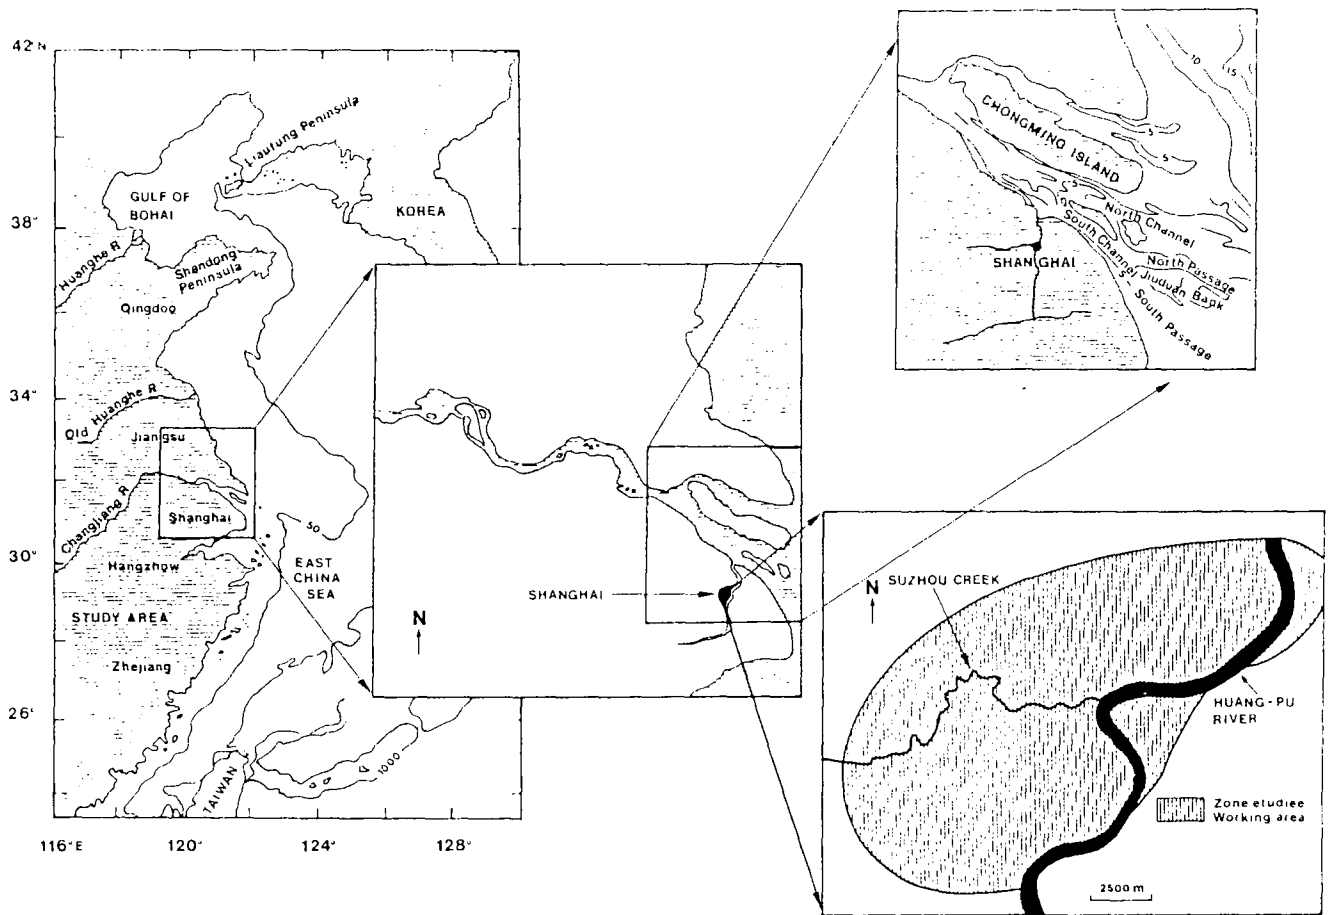 42°N
38°
34°
30°
26°
116°E
120°
124°
128°
Liautung Peninsula
GULF OF
BOHAI
KOREA
Huanghe R
Shandong
Peninsula
Qingdoo
Old Huanghe R
Jiangsu
Changjiang R
Shanghai
Hangzhow
50
EAST
CHINA
SEA
STUDY AREA
Zhejiang
TAIWAN
1000
SHANGHAI
N
10
15
CHONGMING ISLAND
5
5
5
North Channel
South Channel
SHANGHAI
North Passage
Jiuduan Bank
5
South Passage
N
SUZHOU CREEK
HUANG-PU
RIVER
Zone etudiee
Working area
2500 m